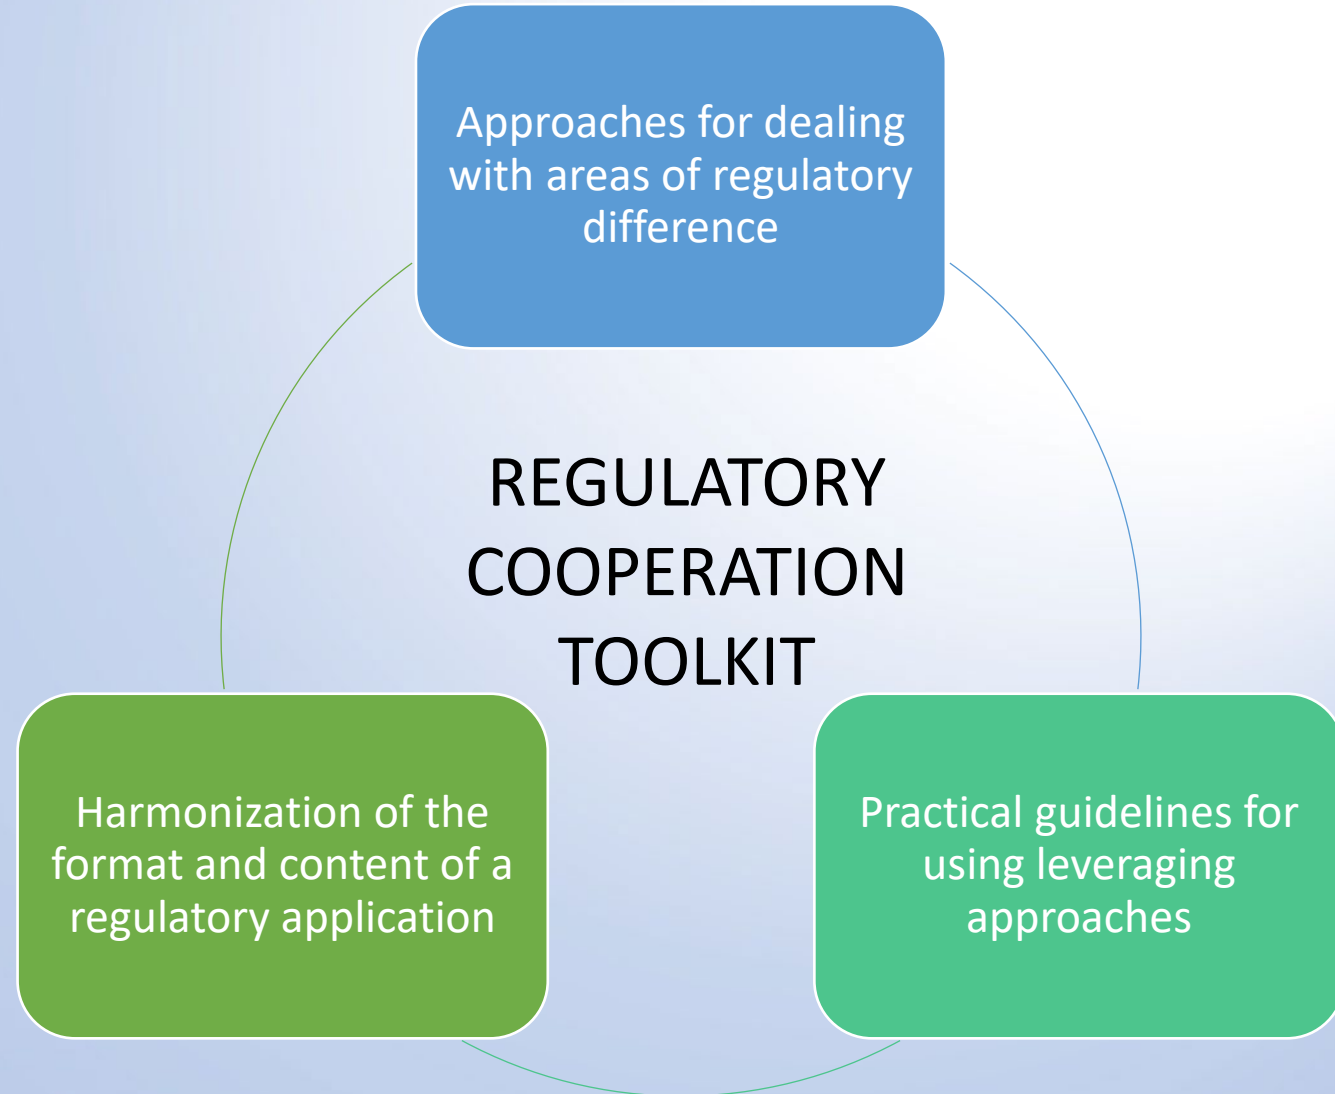 Approaches for dealing
with areas of regulatory
difference
REGULATORY
COOPERATION
TOOLKIT
Harmonization of the
format and content of a
regulatory application
Practical guidelines for
using leveraging
approaches